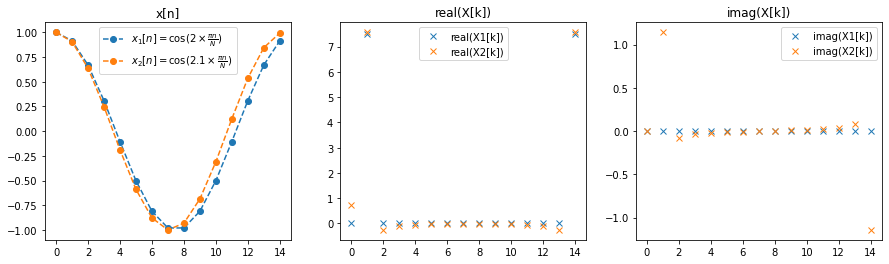 x[n]
1.00
0.75
0.50
0.25
0.00
−0.25
−0.50
−0.75
−1.00
0 2 4 6 8 10 12 14
x₁[n] = cos(2 × πn/N)
x₂[n] = cos(2.1 × πn/N)
real(X[k])
7
6
5
4
3
2
1
0
0 2 4 6 8 10 12 14
real(X1[k])
real(X2[k])
imag(X[k])
1.0
0.5
0.0
−0.5
−1.0
0 2 4 6 8 10 12 14
imag(X1[k])
imag(X2[k])